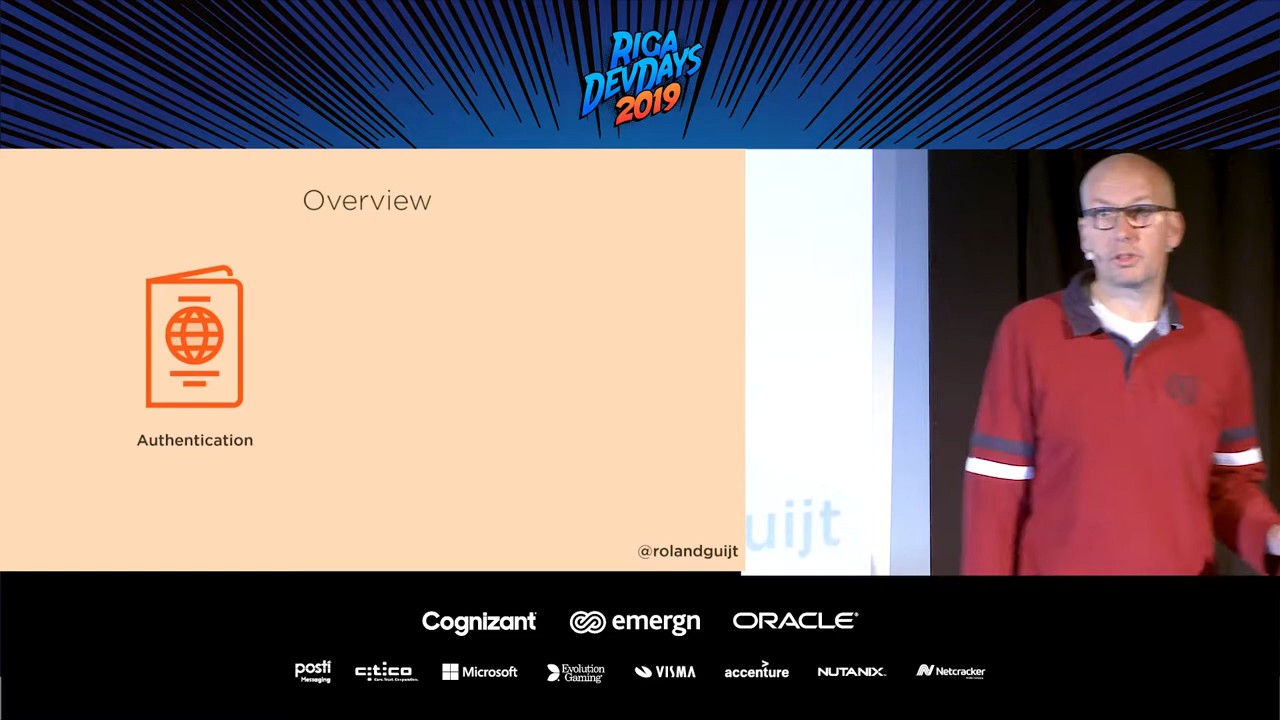 RIGA
DEVDAYS
2019
Overview
Authentication
@rolandguijt
uijt
Cognizant
emergn
ORACLE
posti
Messaging
citco
Microsoft
Evolution
Gaming
VISMA
accenture
NUTANIX
Netcracker